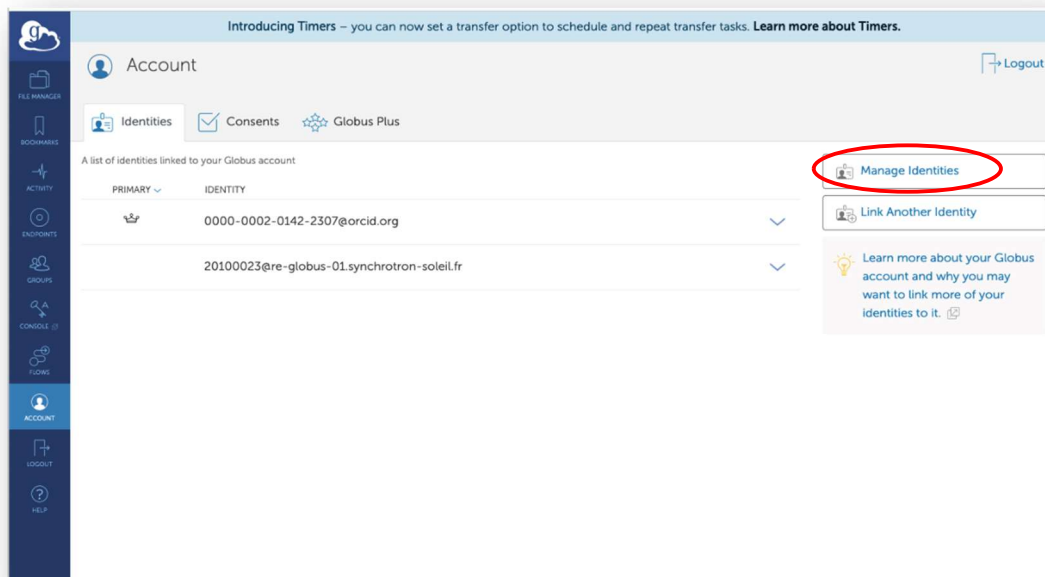 Introducing Timers – you can now set a transfer option to schedule and repeat transfer tasks. Learn more about Timers.
g
Account
Logout
FILE MANAGER
BOOKMARKS
ACTIVITY
ENDPOINTS
GROUPS
CONSOLE
FLOWS
ACCOUNT
LOGOUT
HELP
Identities
Consents
Globus Plus
A list of identities linked to your Globus account
PRIMARY IDENTITY
0000-0002-0142-2307@orcid.org
20100023@re-globus-01.synchrotron-soleil.fr
Manage Identities
Link Another Identity
Learn more about your Globus
account and why you may
want to link more of your
identities to it.